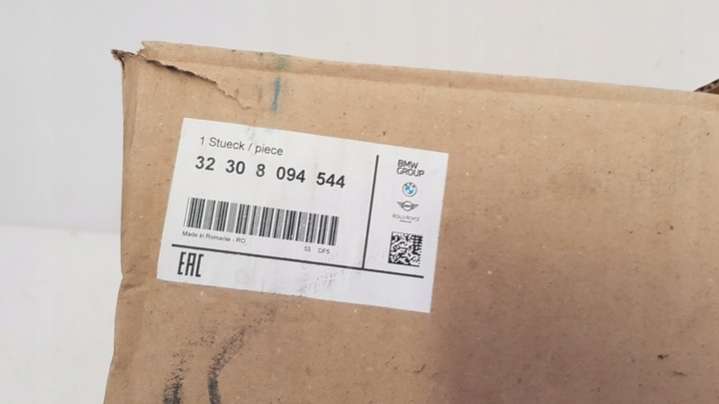 1 Stueck / piece
32 30 8 094 544
Made in Romania - RO
BMW
GROUP
EAC